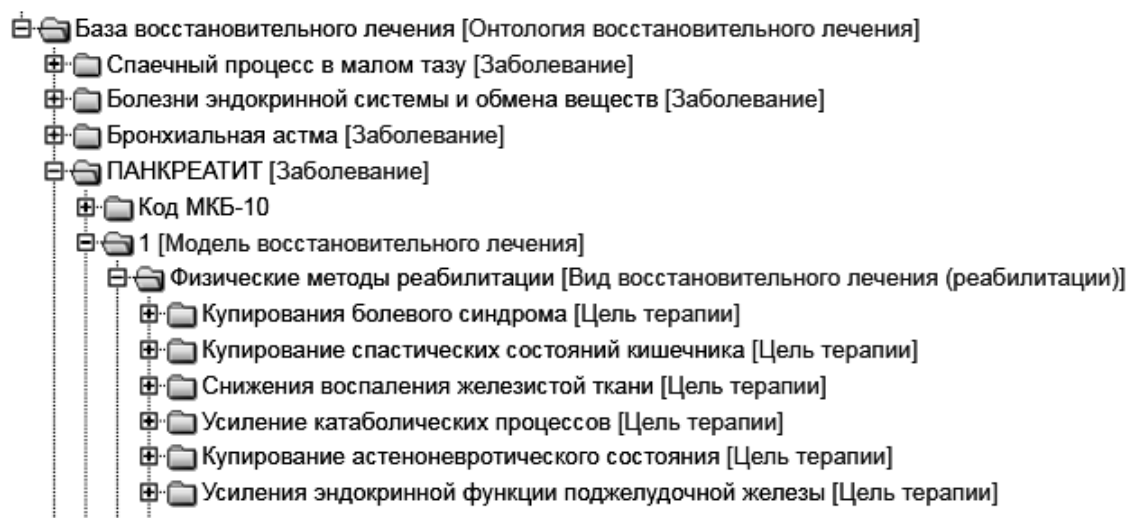 База восстановительного лечения [Онтология восстановительного лечения]
Спаечный процесс в малом тазу [Заболевание]
Болезни эндокринной системы и обмена веществ [Заболевание]
Бронхиальная астма [Заболевание]
ПАНКРЕАТИТ [Заболевание]
Код МКБ-10
1 [Модель восстановительного лечения]
Физические методы реабилитации [Вид восстановительного лечения (реабилитации)]
Купирования болевого синдрома [Цель терапии]
Купирование спастических состояний кишечника [Цель терапии]
Снижения воспаления железистой ткани [Цель терапии]
Усиление катаболических процессов [Цель терапии]
Купирование астеноневротического состояния [Цель терапии]
Усиления эндокринной функции поджелудочной железы [Цель терапии]